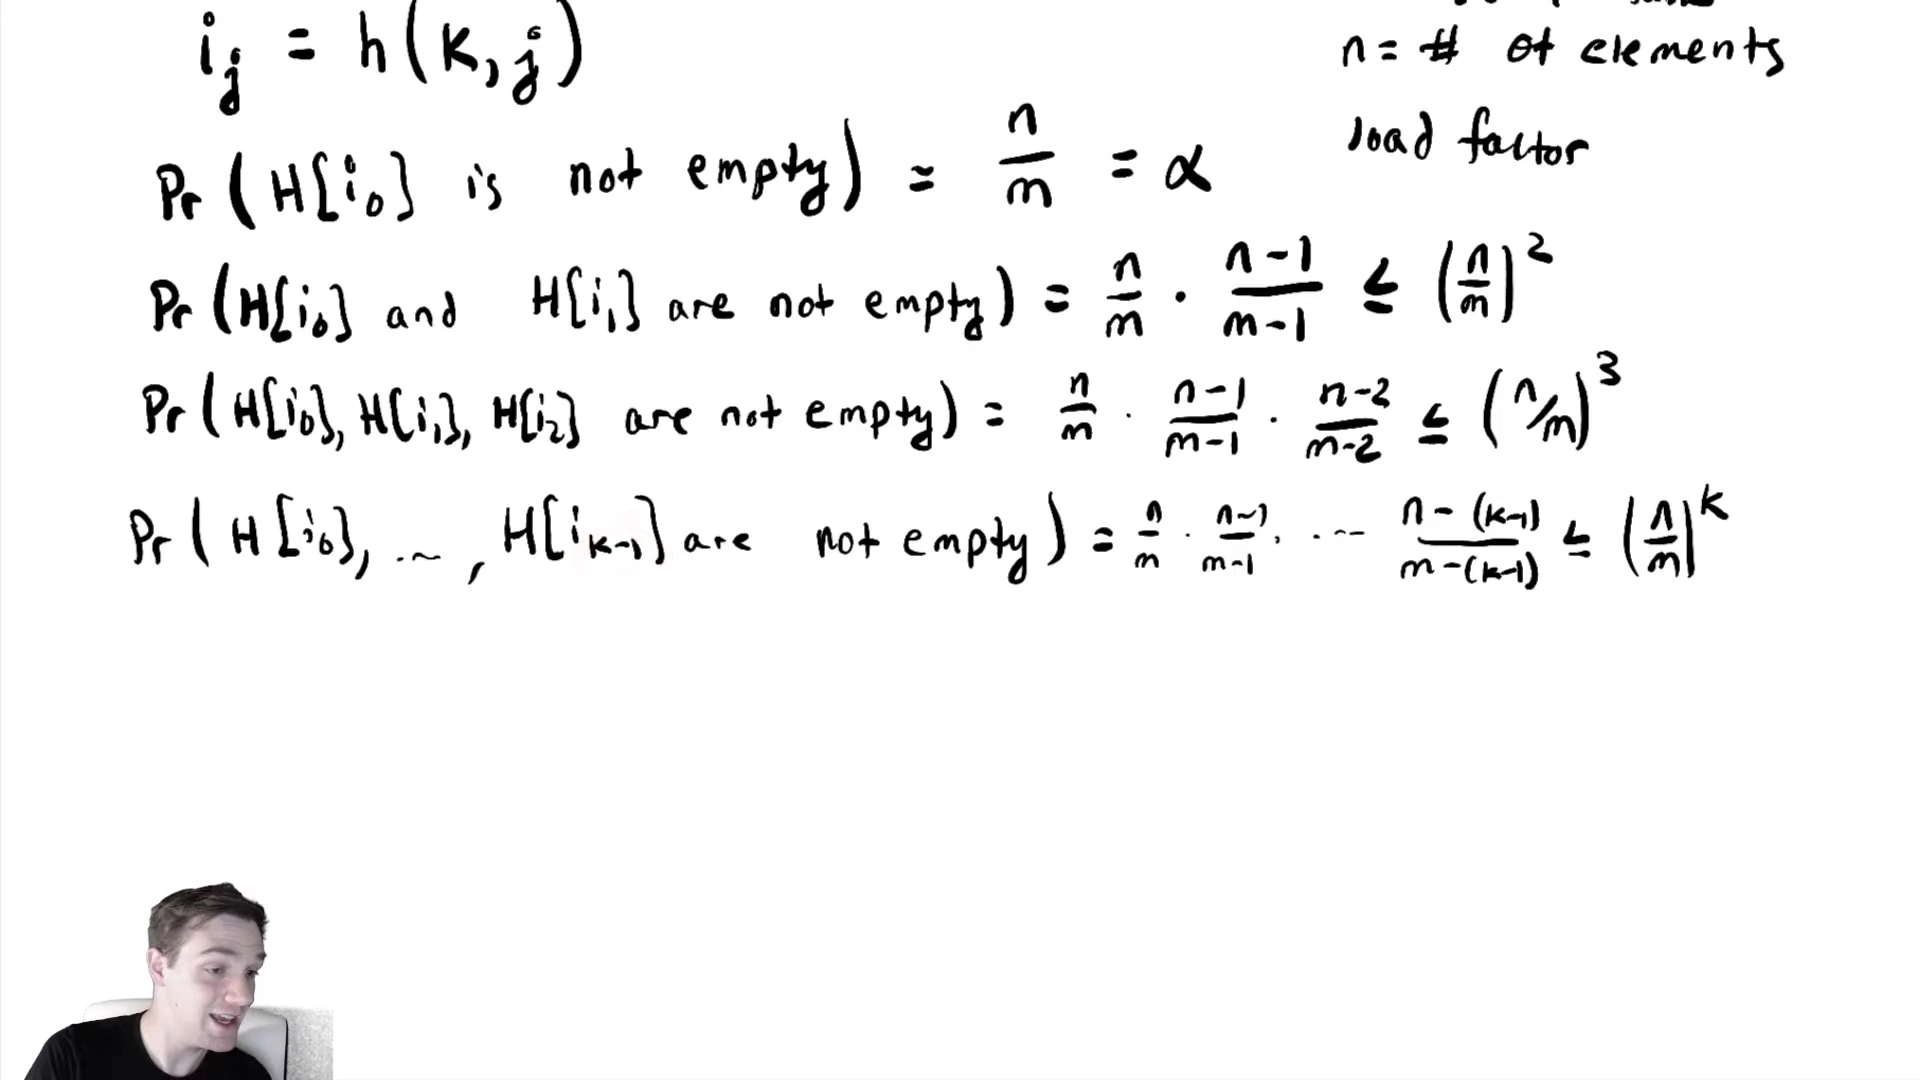 i_j = h(k, j)
n = # of elements
load factor
Pr(H[i_0] is not empty) = n/m = α
Pr(H[i_0] and H[i_1] are not empty) = n/m · n-1/m-1 ≤ (n/m)^2
Pr(H[i_0], H[i_1], H[i_2] are not empty) = n/m · n-1/m-1 · n-2/m-2 ≤ (n/m)^3
Pr(H[i_0], ..., H[i_k-1] are not empty) = n/m · n-1/m-1 · ... n-(k-1)/m-(k-1) ≤ (n/m)^k